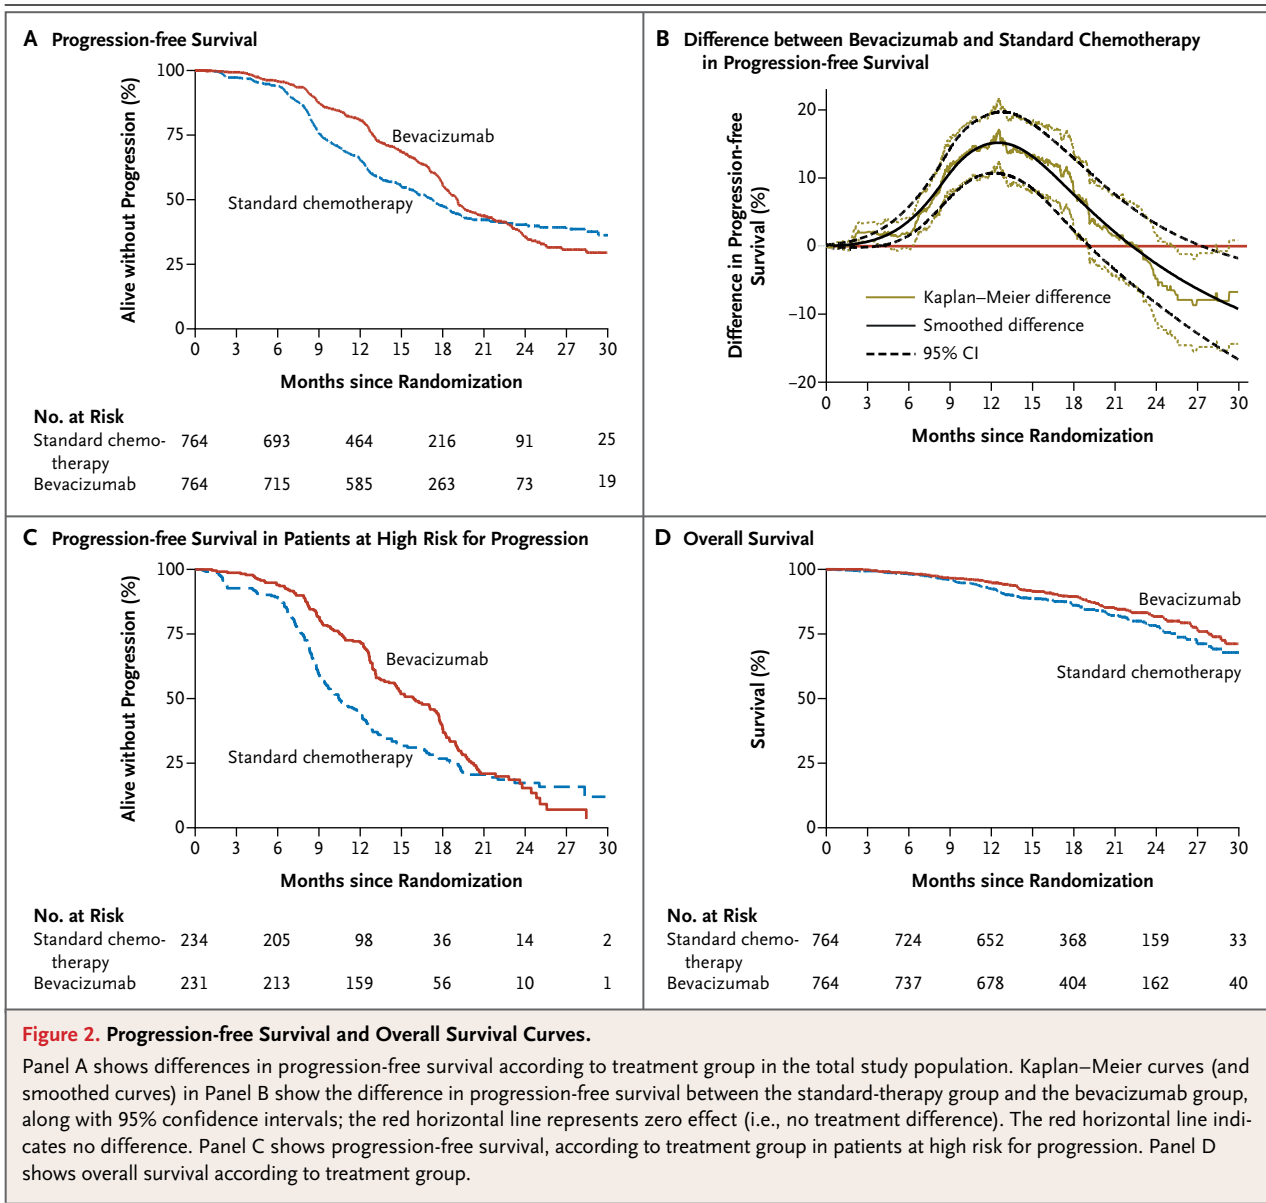 A Progression-free Survival
Alive without Progression (%)
100
75
50
25
0
Bevacizumab
Standard chemotherapy
0 3 6 9 12 15 18 21 24 27 30
Months since Randomization
No. at Risk
Standard chemo- 764 693 464 216 91 25
therapy
Bevacizumab 764 715 585 263 73 19
B Difference between Bevacizumab and Standard Chemotherapy
in Progression-free Survival
Difference in Progression-free
Survival (%)
20
10
0
−10
−20
Kaplan–Meier difference
Smoothed difference
95% CI
0 3 6 9 12 15 18 21 24 27 30
Months since Randomization
C Progression-free Survival in Patients at High Risk for Progression
Alive without Progression (%)
100
75
50
25
0
Bevacizumab
Standard chemotherapy
0 3 6 9 12 15 18 21 24 27 30
Months since Randomization
No. at Risk
Standard chemo- 234 205 98 36 14 2
therapy
Bevacizumab 231 213 159 56 10 1
D Overall Survival
Survival (%)
100
75
50
25
0
Bevacizumab
Standard chemotherapy
0 3 6 9 12 15 18 21 24 27 30
Months since Randomization
No. at Risk
Standard chemo- 764 724 652 368 159 33
therapy
Bevacizumab 764 737 678 404 162 40
Figure 2. Progression-free Survival and Overall Survival Curves.
Panel A shows differences in progression-free survival according to treatment group in the total study population. Kaplan–Meier curves (and
smoothed curves) in Panel B show the difference in progression-free survival between the standard-therapy group and the bevacizumab group,
along with 95% confidence intervals; the red horizontal line represents zero effect (i.e., no treatment difference). The red horizontal line indi-
cates no difference. Panel C shows progression-free survival, according to treatment group in patients at high risk for progression. Panel D
shows overall survival according to treatment group.